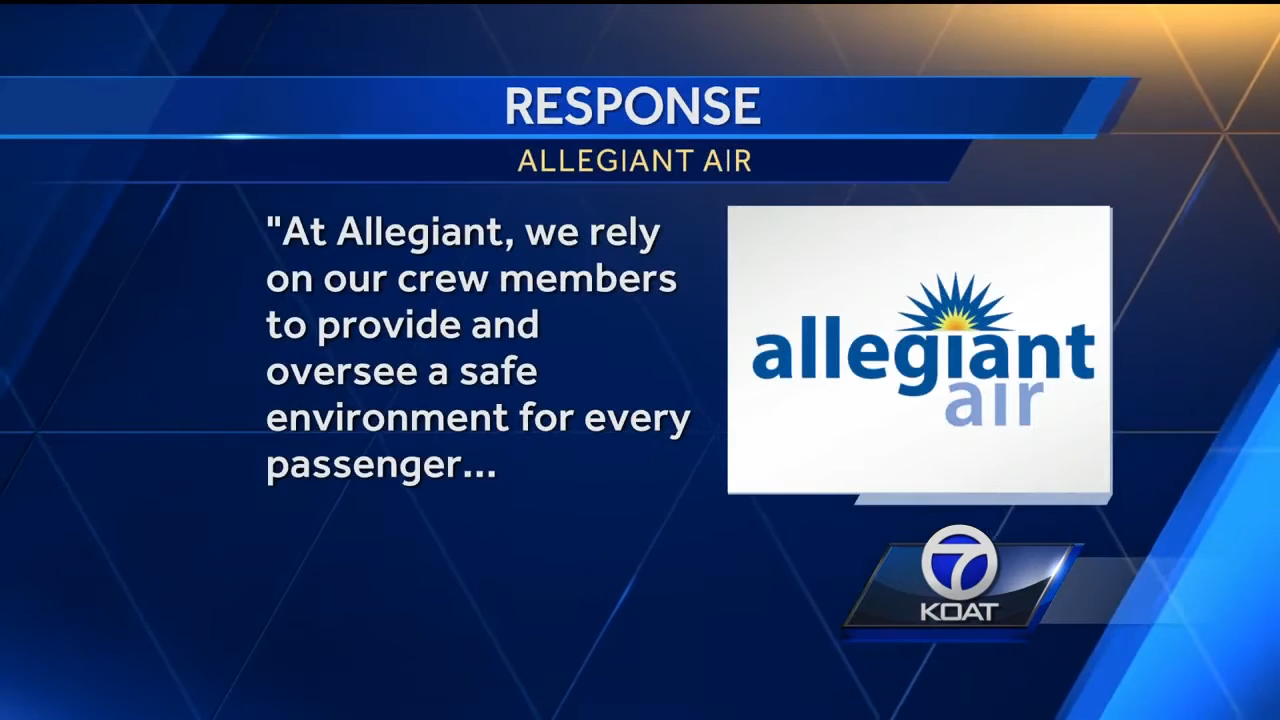 RESPONSE
ALLEGIANT AIR
"At Allegiant, we rely
on our crew members
to provide and
oversee a safe
environment for every
passenger...
allegiant
air
7
KOAT